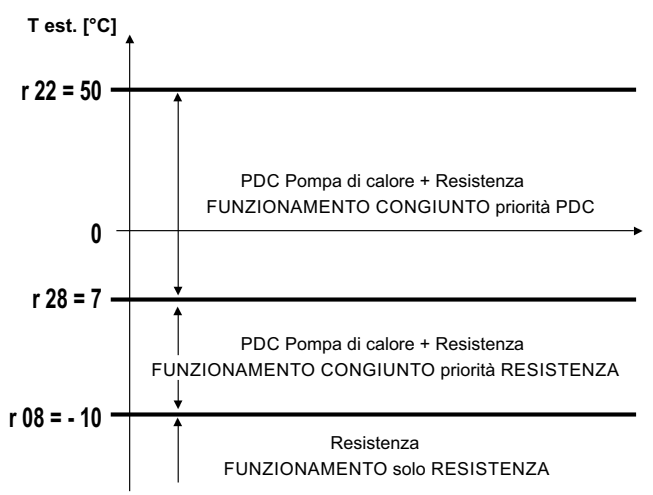 T est. [°C]
r 22 = 50
PDC Pompa di calore + Resistenza
FUNZIONAMENTO CONGIUNTO priorità PDC
0
r 28 = 7
PDC Pompa di calore + Resistenza
FUNZIONAMENTO CONGIUNTO priorità RESISTENZA
r 08 = - 10
Resistenza
FUNZIONAMENTO solo RESISTENZA